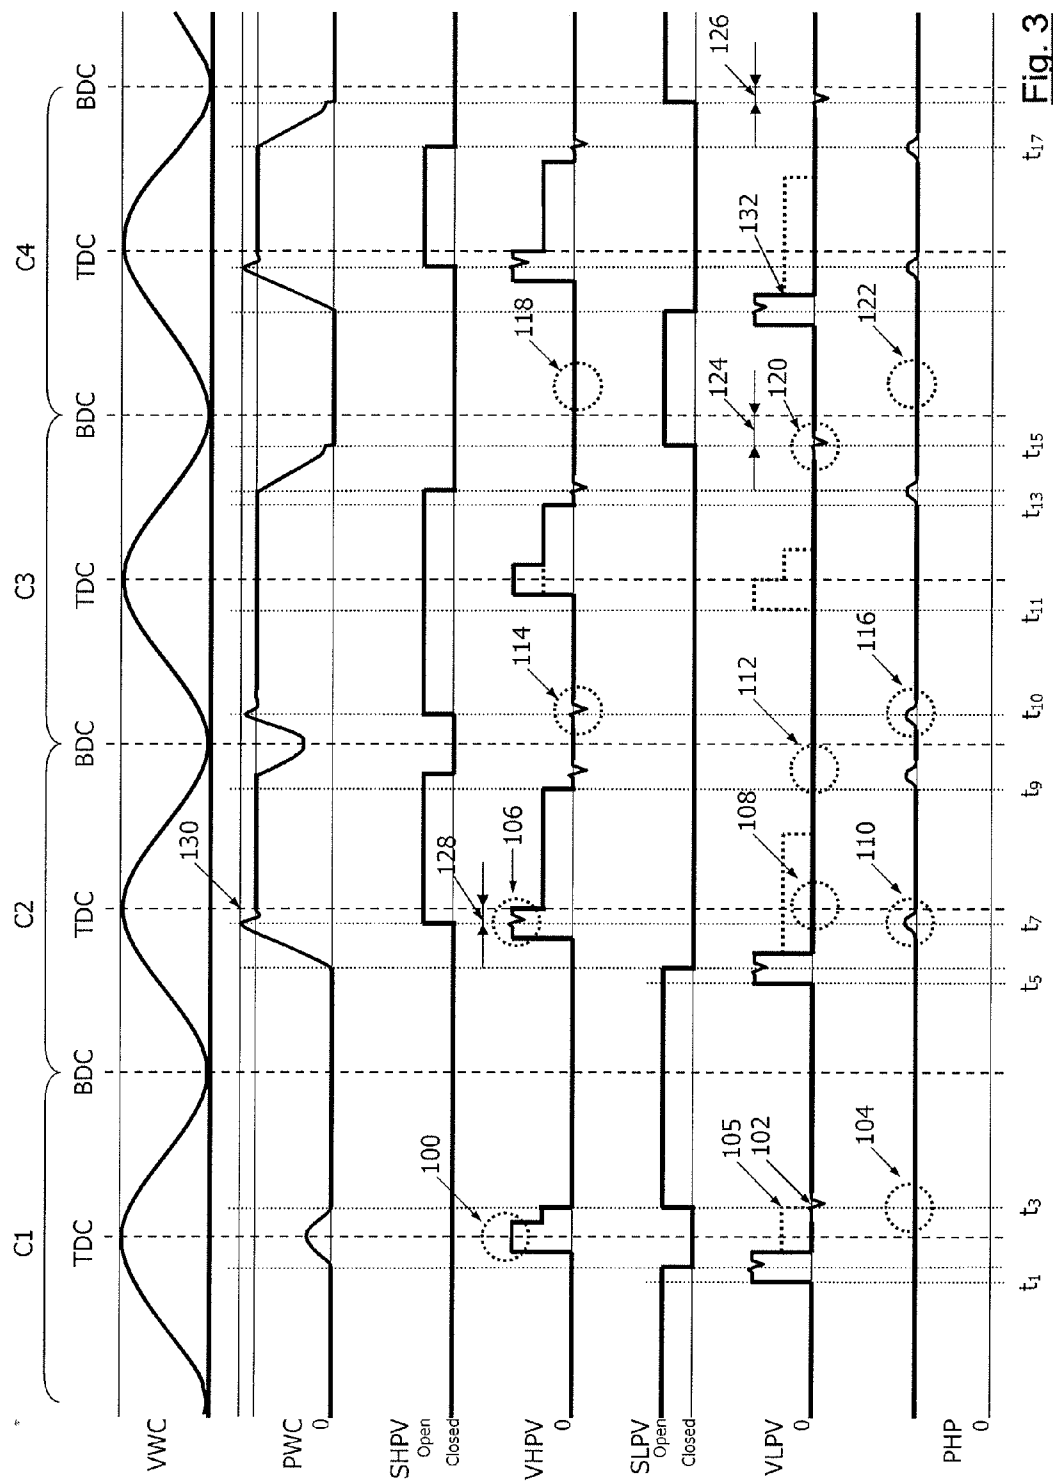 C1 C2 C3 C4
TDC BDC TDC BDC TDC BDC TDC BDC
VWC
130
PWC 0
SHPV
Open
Closed
128
100 106 114 118
VHPV 0
SLPV
Open
Closed
105 102 108 112 124 120 132 126
VLPV 0
104 110 116 122
PHP
0
t1 t3 t5 t7 t9 t10 t11 t13 t15 t17
Fig. 3